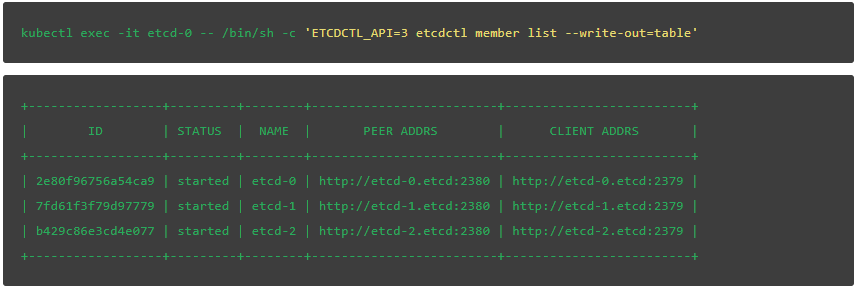 kubectl exec -it etcd-0 -- /bin/sh -c 'ETCDCTL_API=3 etcdctl member list --write-out=table'
+------------------+---------+--------+-------------------------+-------------------------+
|        ID        | STATUS  |  NAME  |       PEER ADDRS        |      CLIENT ADDRS       |
+------------------+---------+--------+-------------------------+-------------------------+
| 2e80f96756a54ca9 | started | etcd-0 | http://etcd-0.etcd:2380 | http://etcd-0.etcd:2379 |
| 7fd61f3f79d97779 | started | etcd-1 | http://etcd-1.etcd:2380 | http://etcd-1.etcd:2379 |
| b429c86e3cd4e077 | started | etcd-2 | http://etcd-2.etcd:2380 | http://etcd-2.etcd:2379 |
+------------------+---------+--------+-------------------------+-------------------------+